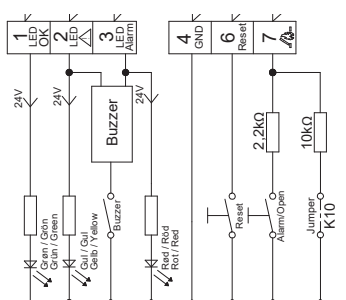 1
LED
OK
2
LED
3
LED
Alarm
4
GND
6
Reset
7
24V
24V
24V
Buzzer
2,2kΩ
10kΩ
Grøn / Grön
Grün / Green
Gul / Gul
Gelb / Yellow
Buzzer
Rød / Röd
Rot / Red
Reset
Alarm/Open
Jumper
K10